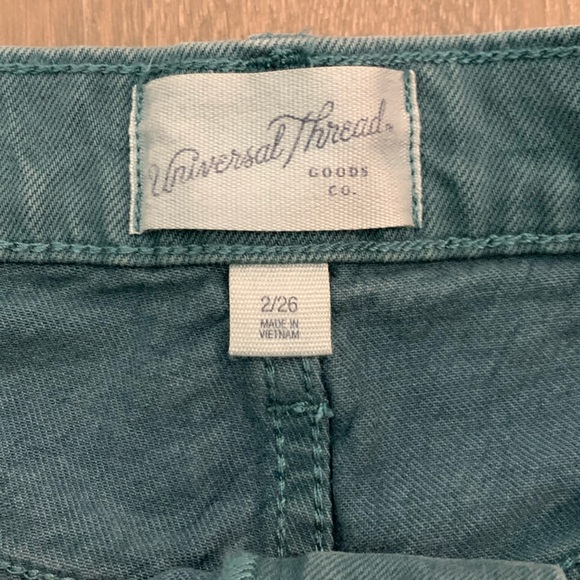 Universal Thread
GOODS
CO.
2/26
MADE IN
VIETNAM